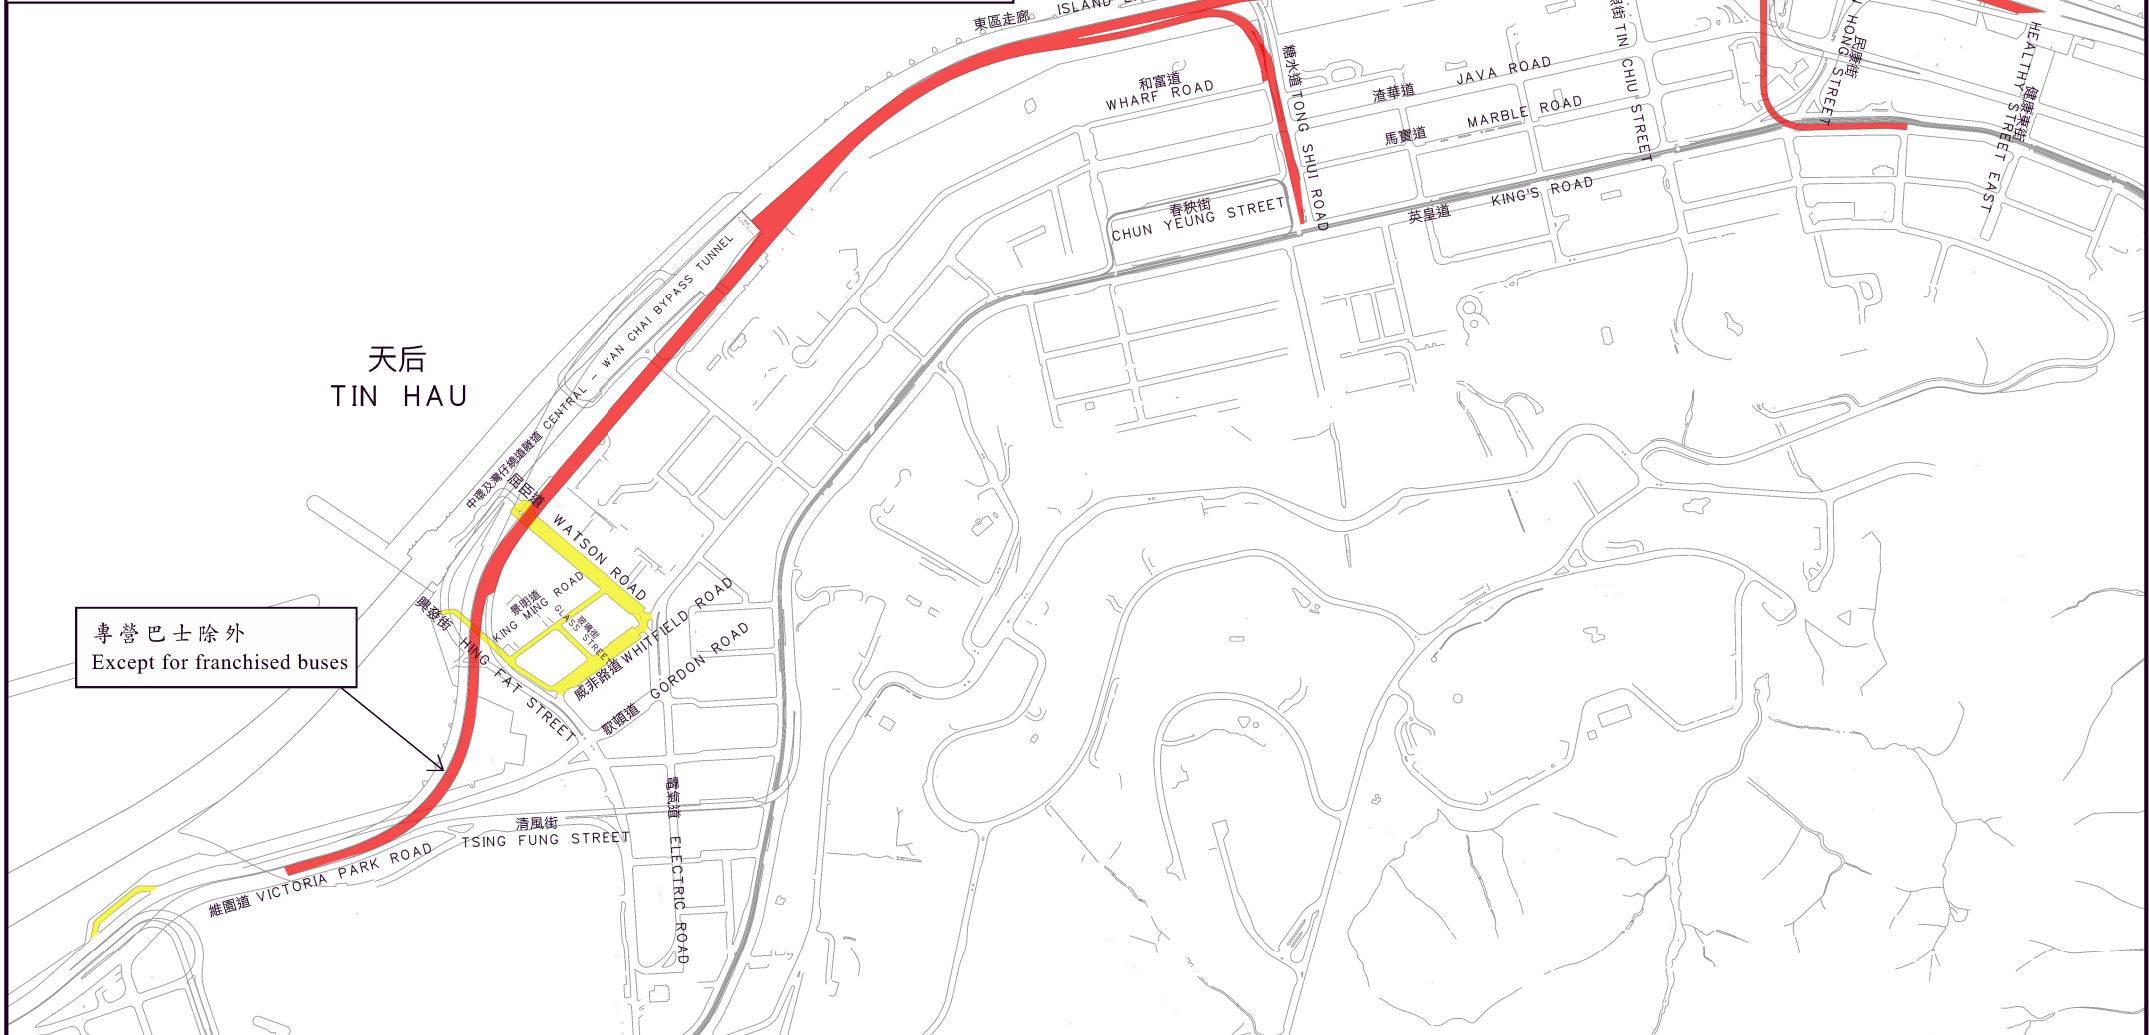 東區走廊
ISLAND
糖水道 TONG SHUI ROAD
和富道
WHARF ROAD
渣華道
JAVA ROAD
馬寶道
MARBLE ROAD
街 TIN CHIU STREET
HONG STREET
民康街
HEALTHY STREET EAST
健康東街
春秧街
CHUN YEUNG STREET
英皇道
KING'S ROAD
天后
TIN HAU
中環及灣仔繞道隧道 CENTRAL - WAN CHAI BYPASS TUNNEL
屈臣道
WATSON ROAD
景明道
KING MING ROAD
玻璃街
GLASS STREET
興發街
HING FAT STREET
威非路道 WHITFIELD ROAD
歌頓道
GORDON ROAD
專營巴士除外
Except for franchised buses
電氣道
ELECTRIC ROAD
清風街
TSING FUNG STREET
維園道 VICTORIA PARK ROAD